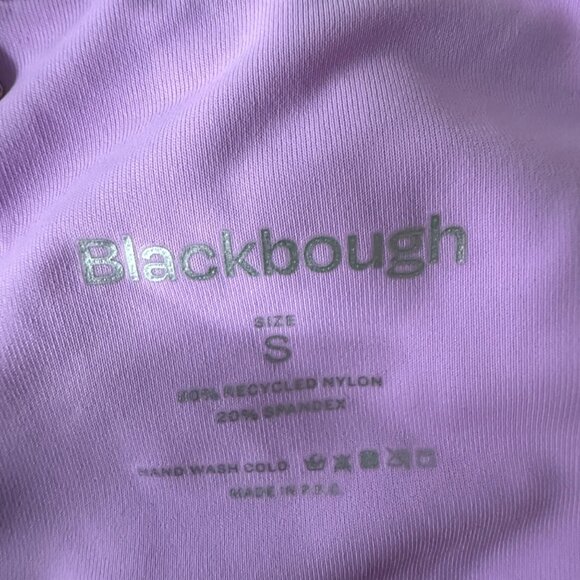 Blackbough
SIZE
S
80% RECYCLED NYLON
20% SPANDEX
HAND WASH COLD
MADE IN P.R.C.